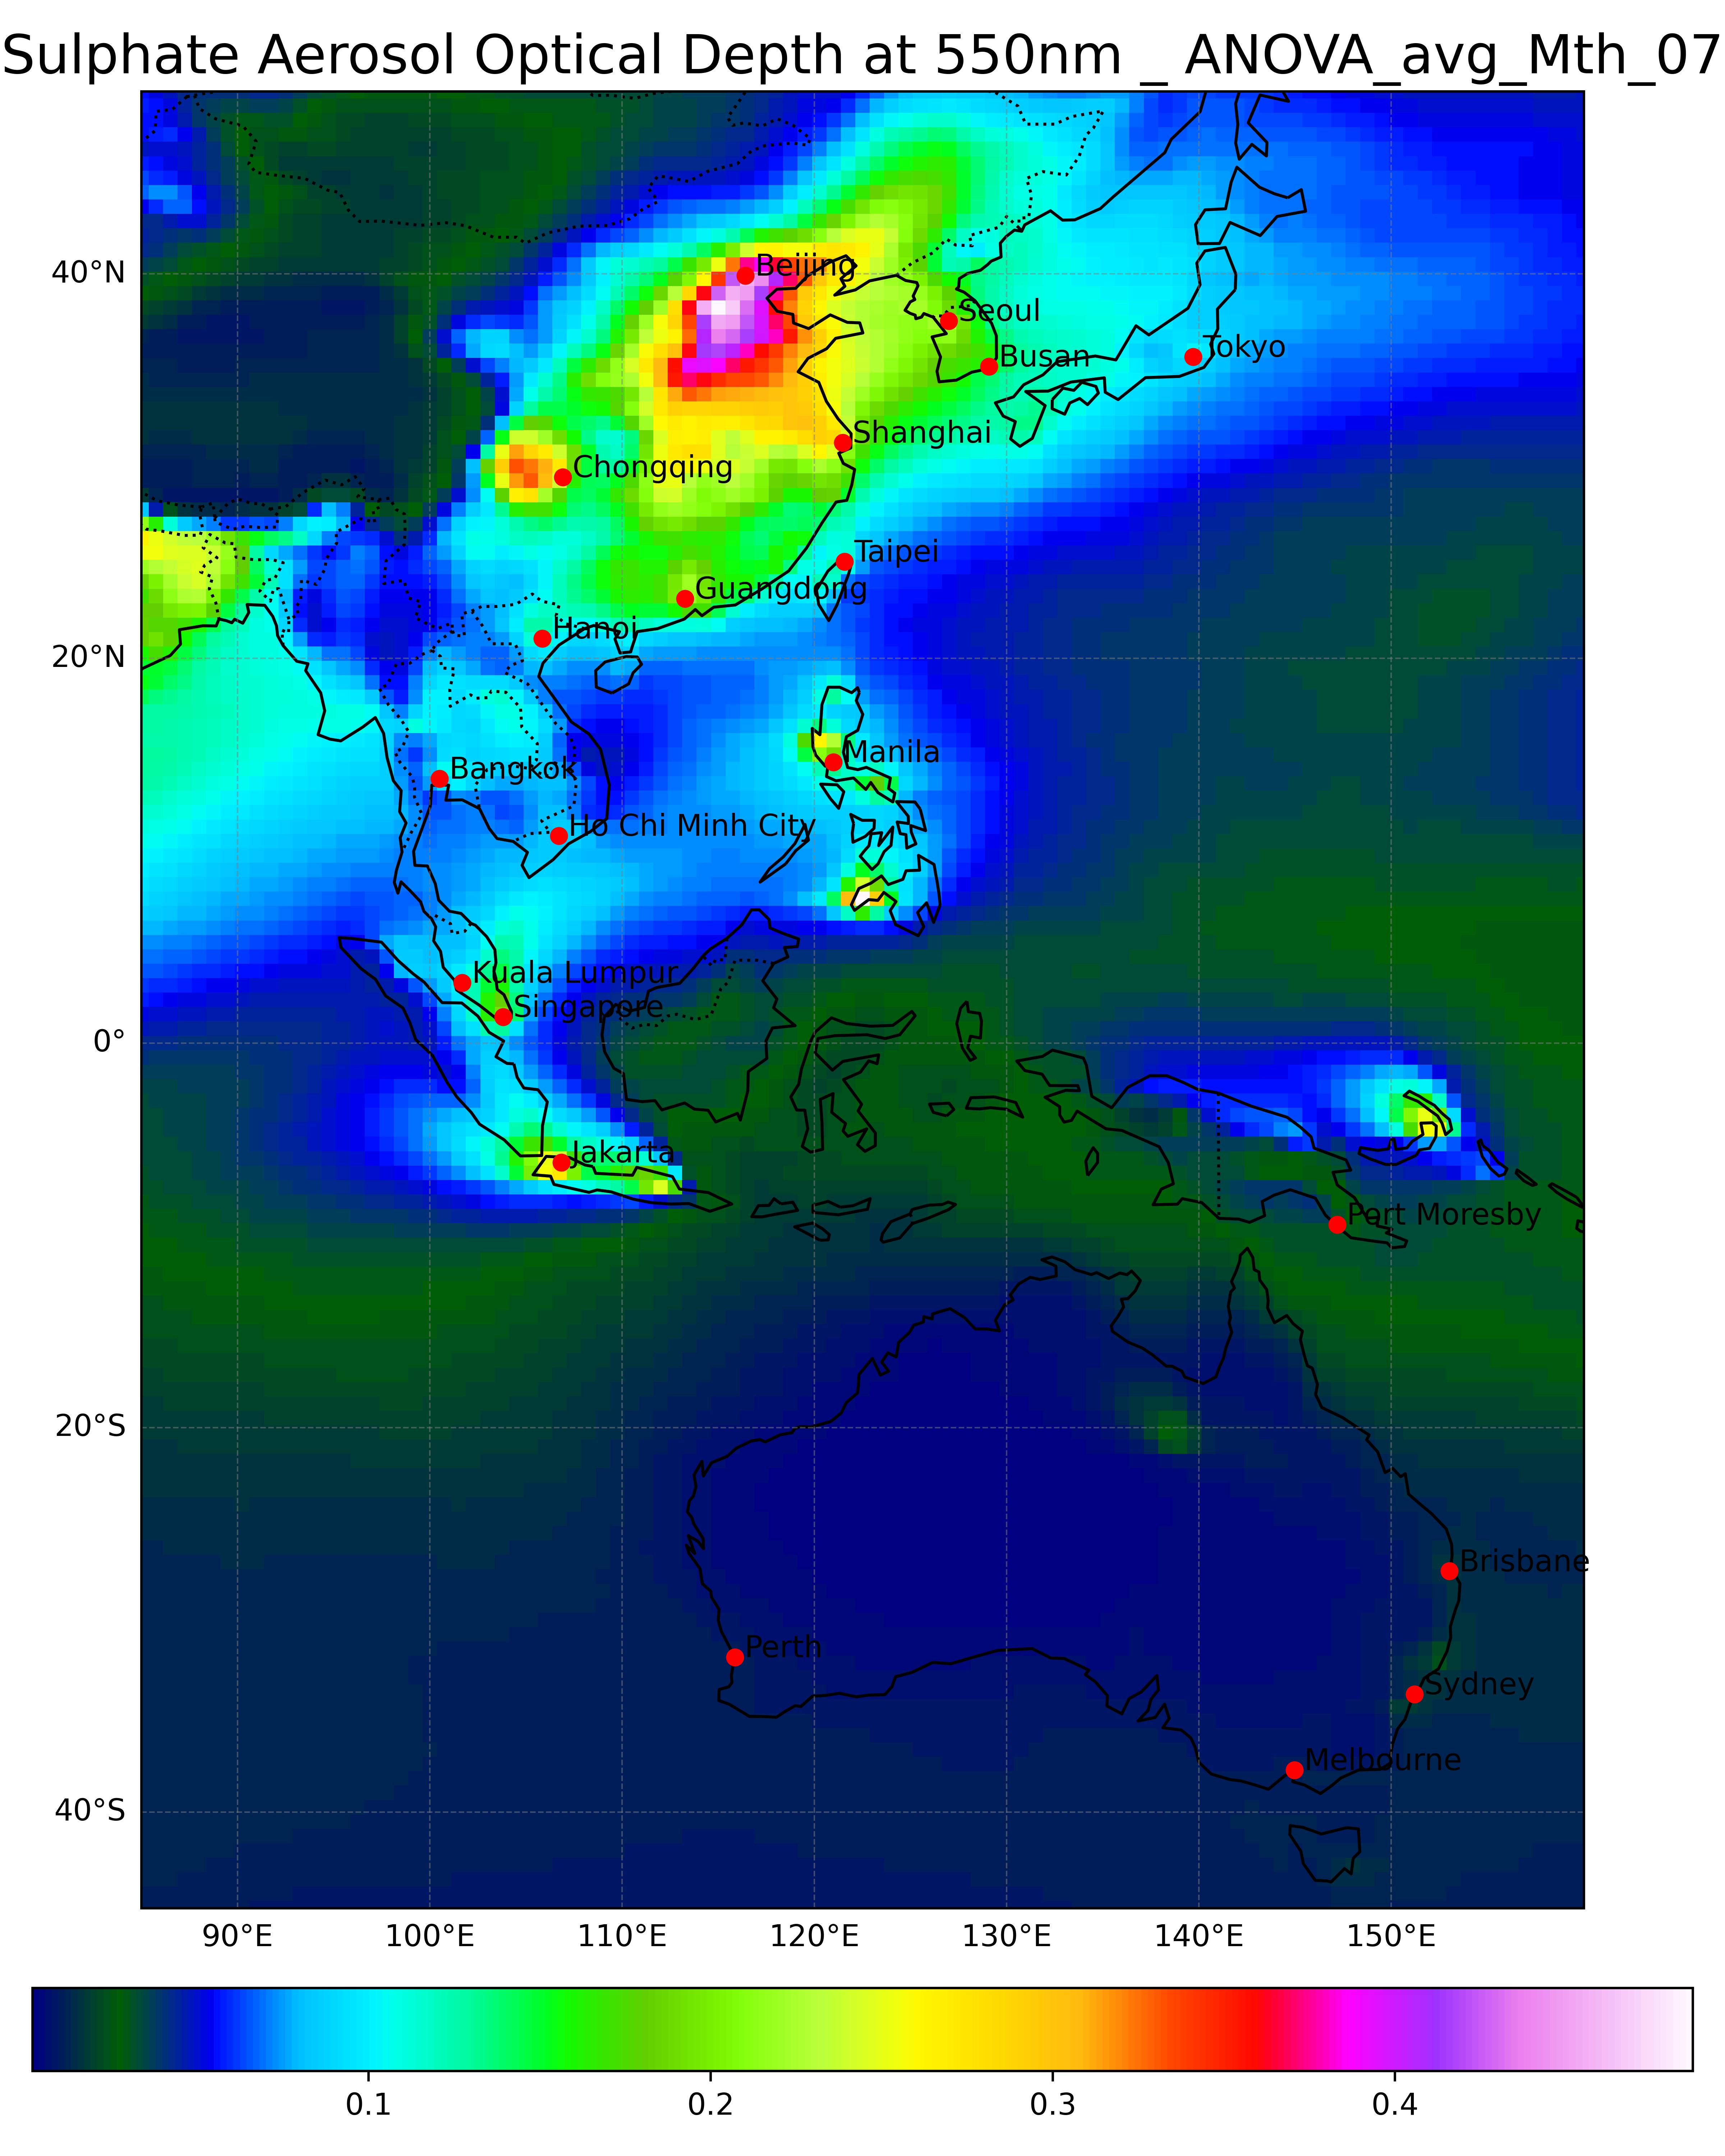 Sulphate Aerosol Optical Depth at 550nm _ ANOVA_avg_Mth_07
40°N
Beijing
Seoul
Tokyo
Busan
Shanghai
Chongqing
Taipei
Guangdong
Hanoi
20°N
Manila
Bangkok
Ho Chi Minh City
Kuala Lumpur
Singapore
0°
Jakarta
Port Moresby
20°S
Brisbane
Perth
Sydney
Melbourne
40°S
90°E 100°E 110°E 120°E 130°E 140°E 150°E
0.1 0.2 0.3 0.4